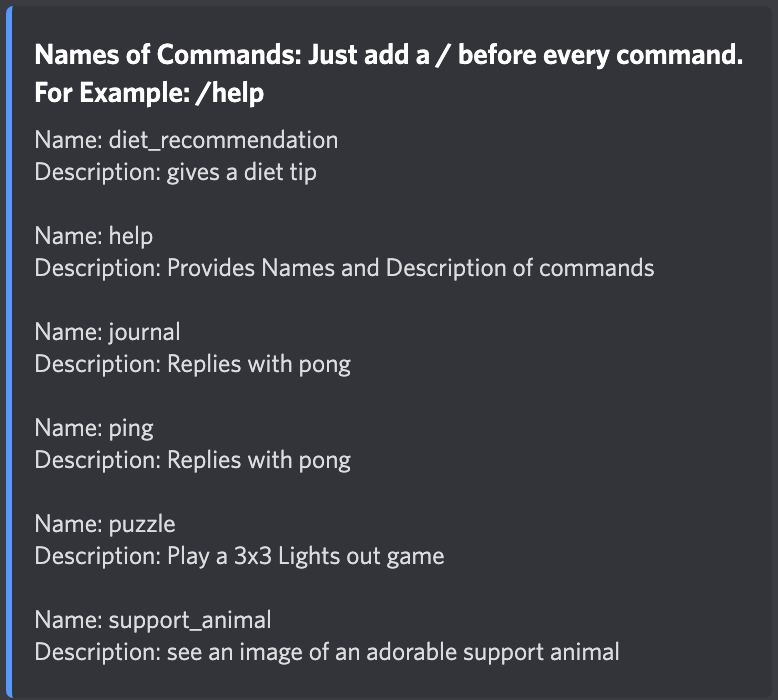 Names of Commands: Just add a / before every command.
For Example: /help
Name: diet_recommendation
Description: gives a diet tip
Name: help
Description: Provides Names and Description of commands
Name: journal
Description: Replies with pong
Name: ping
Description: Replies with pong
Name: puzzle
Description: Play a 3x3 Lights out game
Name: support_animal
Description: see an image of an adorable support animal